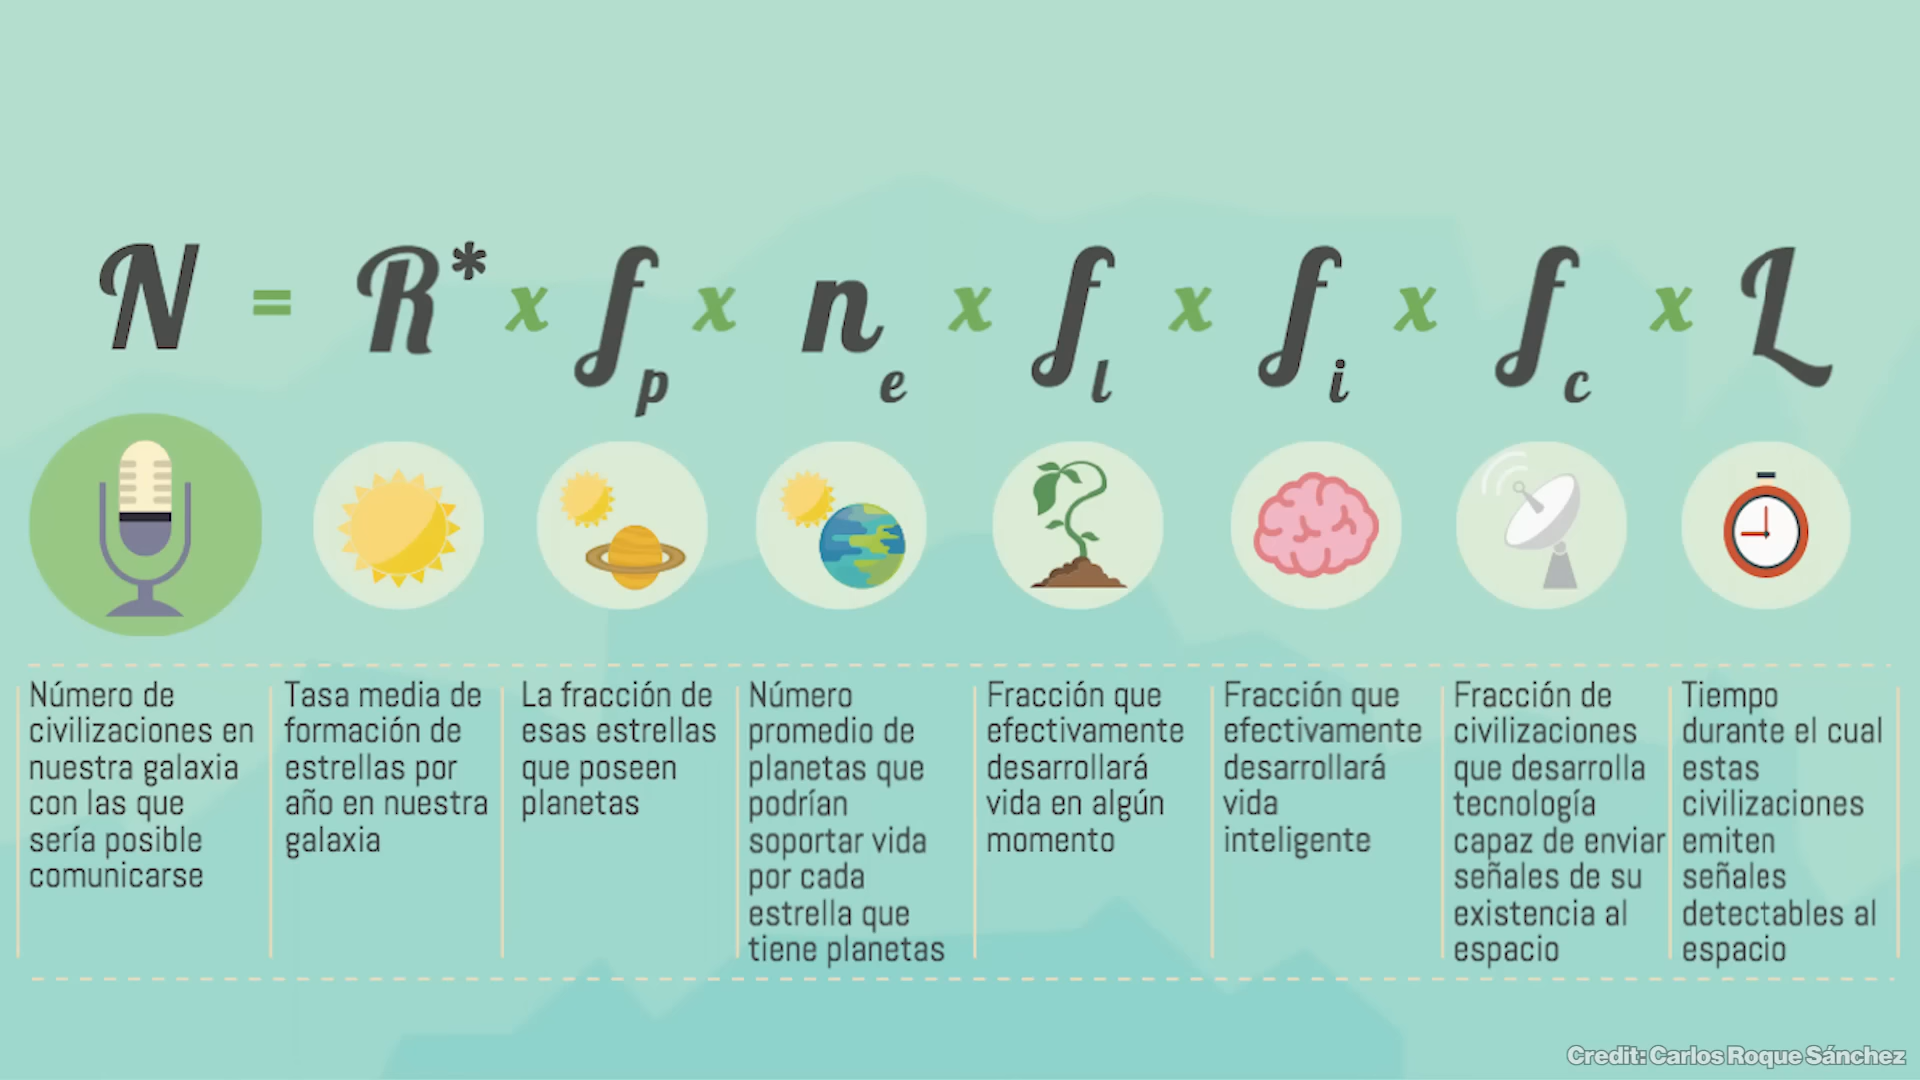 N = R* x fp x ne x fl x fi x fc x L
Número de
civilizaciones en
nuestra galaxia
con las que
sería posible
comunicarse
Tasa media de
formación de
estrellas por
año en nuestra
galaxia
La fracción de
esas estrellas
que poseen
planetas
Número
promedio de
planetas que
podrían
soportar vida
por cada
estrella que
tiene planetas
Fracción que
efectivamente
desarrollará
vida en algún
momento
Fracción que
efectivamente
desarrollará
vida
inteligente
Fracción de
civilizaciones
que desarrolla
tecnología
capaz de enviar
señales de su
existencia al
espacio
Tiempo
durante el cual
estas
civilizaciones
emiten
señales
detectables al
espacio
Credit: Carlos Roque Sánchez